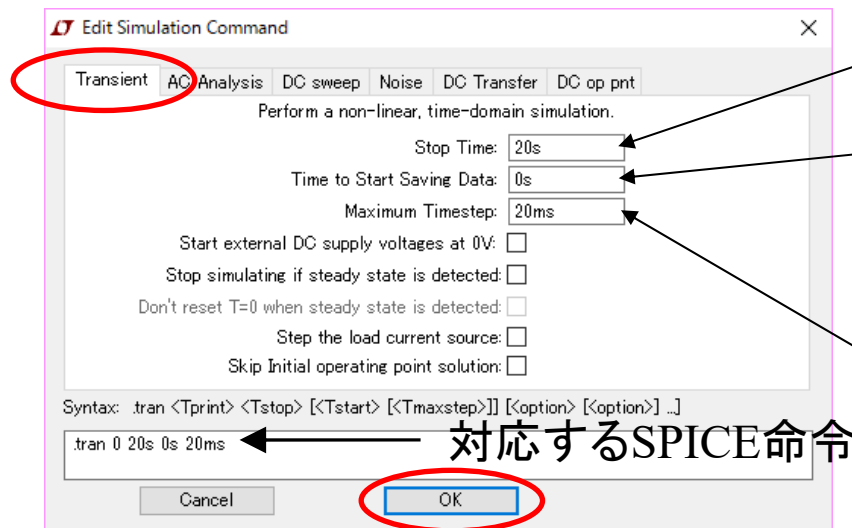 Edit Simulation Command
Transient AC Analysis DC sweep Noise DC Transfer DC op pnt
Perform a non-linear, time-domain simulation.
Stop Time: 20s
Time to Start Saving Data: 0s
Maximum Timestep: 20ms
Start external DC supply voltages at 0V:
Stop simulating if steady state is detected:
Don't reset T=0 when steady state is detected:
Step the load current source:
Skip Initial operating point solution:
Syntax: .tran <Tprint> <Tstop> [<Tstart> [<Tmaxstep>]] [<option> [<option>] ...]
.tran 0 20s 0s 20ms 対応するSPICE命令
Cancel OK